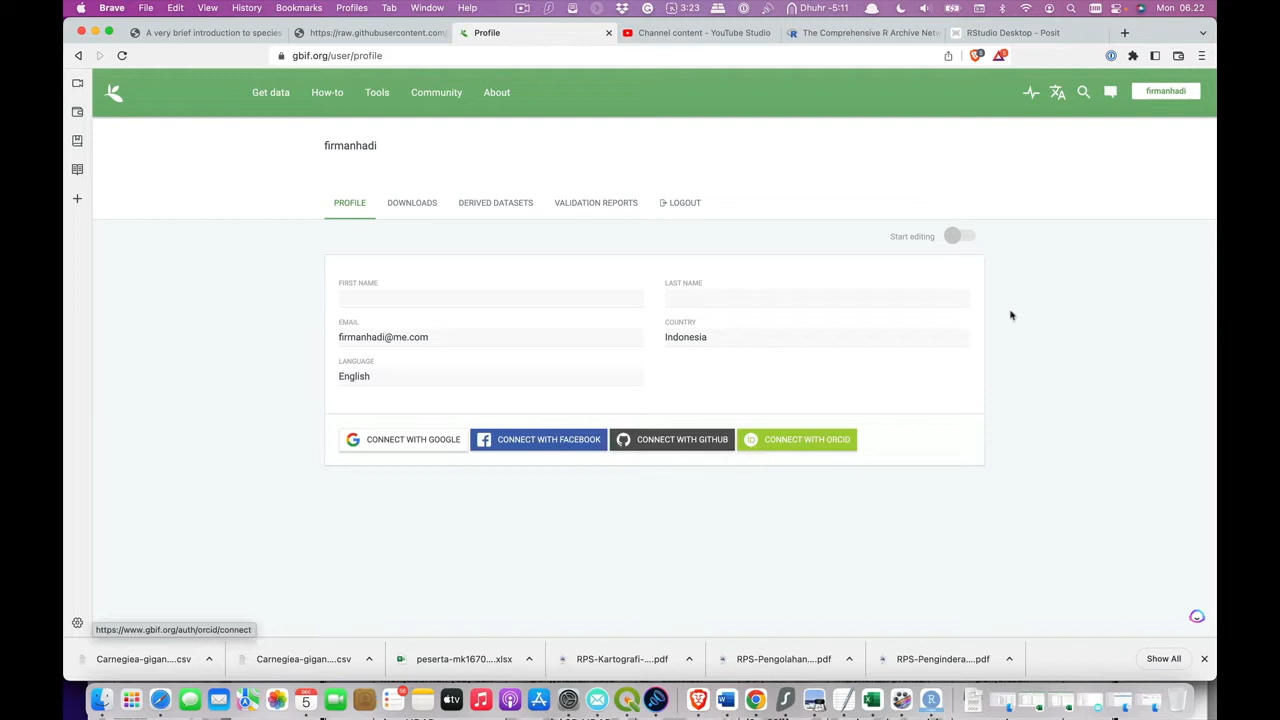 Brave File Edit View History Bookmarks Profiles Tab Window Help 3:23 Dhuhr -5:11 Mon 06.22
A very brief introduction to species
https://raw.githubusercontent.com
Profile
Channel content - YouTube Studio
The Comprehensive R Archive Netw
RStudio Desktop - Posit
gbif.org/user/profile
Get data How-to Tools Community About firmanhadi
firmanhadi
PROFILE DOWNLOADS DERIVED DATASETS VALIDATION REPORTS LOGOUT
Start editing
FIRST NAME LAST NAME
EMAIL COUNTRY
firmanhadi@me.com Indonesia
LANGUAGE
English
CONNECT WITH GOOGLE CONNECT WITH FACEBOOK CONNECT WITH GITHUB CONNECT WITH ORCID
https://www.gbif.org/auth/orcid/connect
Carnegiea-gigan....csv Carnegiea-gigan....csv peserta-mk1670....xlsx RPS-Kartografi-....pdf RPS-Pengolahan....pdf RPS-Pengindera....pdf Show All